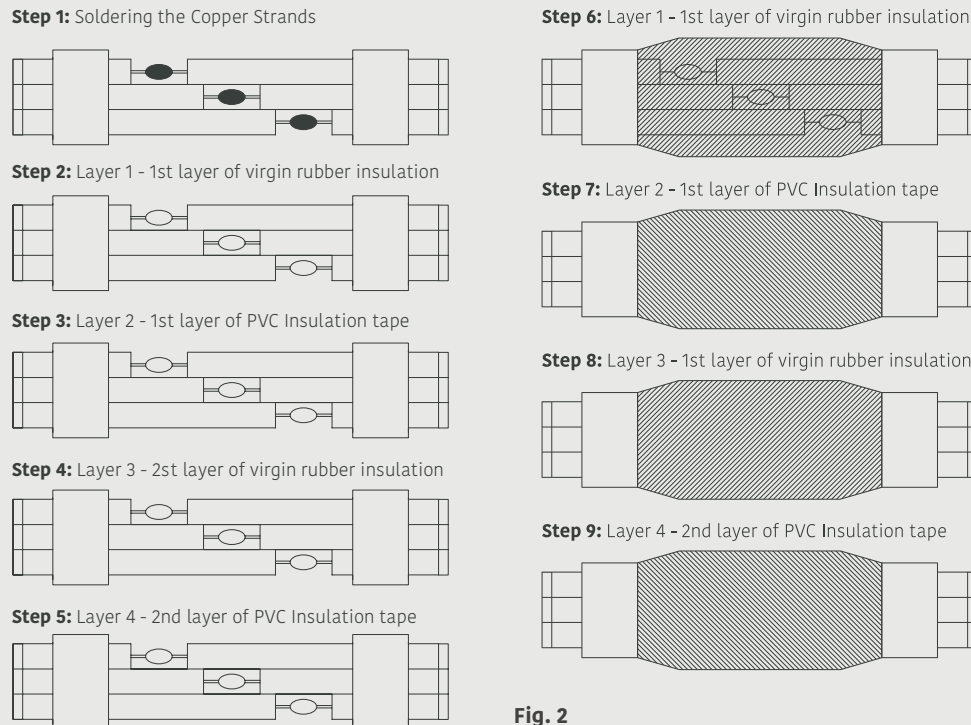 Step 1: Soldering the Copper Strands
Step 2: Layer 1 - 1st layer of virgin rubber insulation
Step 3: Layer 2 - 1st layer of PVC Insulation tape
Step 4: Layer 3 - 2st layer of virgin rubber insulation
Step 5: Layer 4 - 2nd layer of PVC Insulation tape
Step 6: Layer 1 - 1st layer of virgin rubber insulation
Step 7: Layer 2 - 1st layer of PVC Insulation tape
Step 8: Layer 3 - 1st layer of virgin rubber insulation
Step 9: Layer 4 - 2nd layer of PVC Insulation tape
Fig. 2